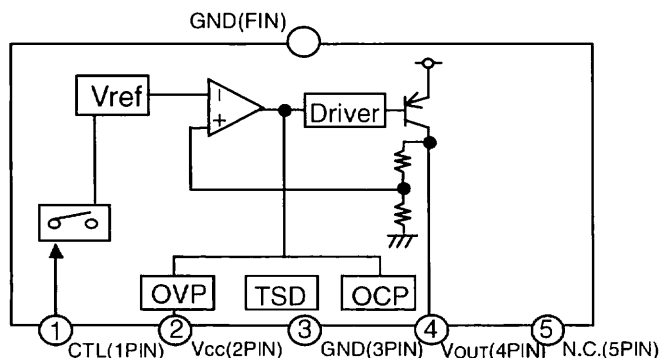 GND(FIN)
Vref
−
+
Driver
OVP
TSD
OCP
1
2
3
4
5
CTL(1PIN)
Vcc(2PIN)
GND(3PIN)
VOUT(4PIN)
N.C.(5PIN)